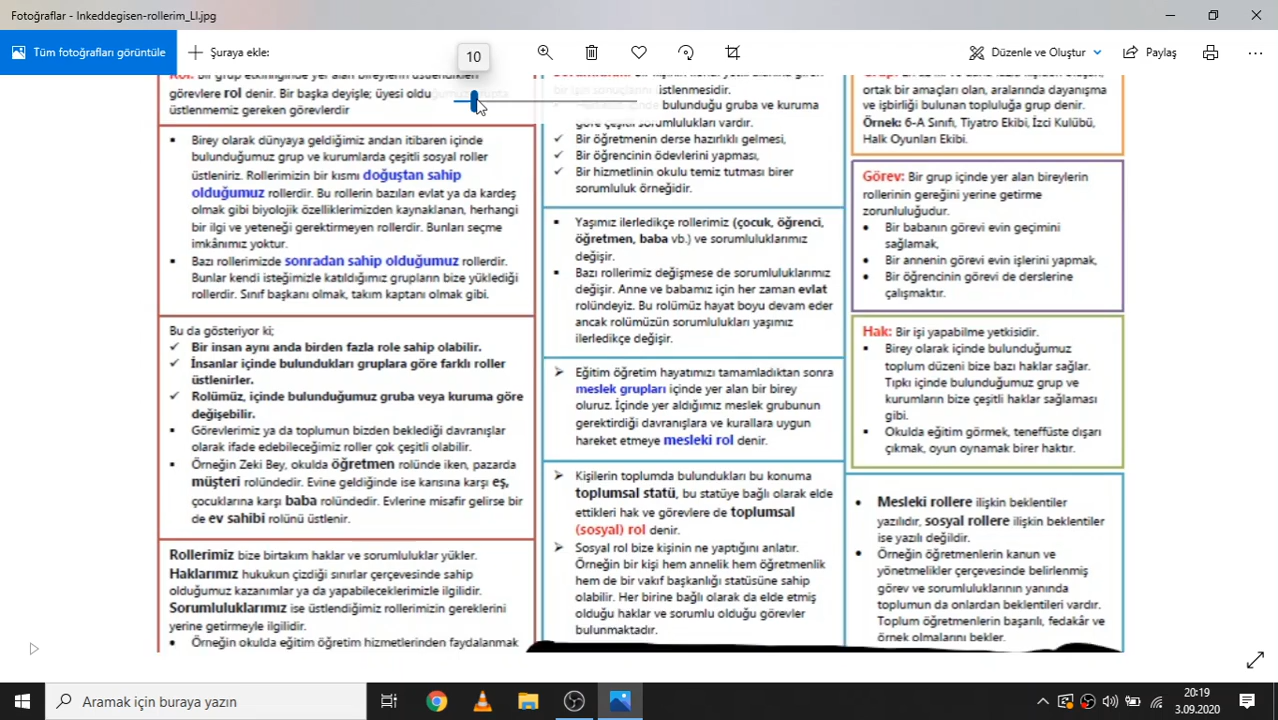 Fotoğraflar - Inkeddegisen-rollerim_LI.jpg
Tüm fotoğrafları görüntüle
Şuraya ekle:
10
Düzenle ve Oluştur
Paylaş
Rol: Bir grup etkinliğinde yer alan bireylerin üstlendikleri
görevlere rol denir. Bir başka deyişle; üyesi
üstlenmemiz gereken görevlerdir
Birey olarak dünyaya geldiğimiz andan itibaren içinde
bulunduğumuz grup ve kurumlarda çeşitli sosyal roller
üstleniriz. Rollerimizin bir kısmı doğuştan sahip
olduğumuz rollerdir. Bu rollerin bazıları evlat ya da kardeş
olmak gibi biyolojik özelliklerimizden kaynaklanan, herhangi
bir ilgi ve yeteneği gerektirmeyen rollerdir. Bunları seçme
imkânımız yoktur.
Bazı rollerimizde sonradan sahip olduğumuz rollerdir.
Bunlar kendi isteğimizle katıldığımız grupların bize yüklediği
rollerdir. Sınıf başkanı olmak, takım kaptanı olmak gibi.
Bu da gösteriyor ki;
✓ Bir insan aynı anda birden fazla role sahip olabilir.
✓ İnsanlar içinde bulundukları gruplara göre farklı roller
üstlenirler.
✓ Rolümüz, içinde bulunduğumuz gruba veya kuruma göre
değişebilir.
Görevlerimiz ya da toplumun bizden beklediği davranışlar
olarak ifade edebileceğimiz roller çok çeşitli olabilir.
Örneğin Zeki Bey, okulda öğretmen rolünde iken, pazarda
müşteri rolündedir. Evine geldiğinde ise karısına karşı eş,
çocuklarına karşı baba rolündedir. Evlerine misafir gelirse bir
de ev sahibi rolünü üstlenir.
Rollerimiz bize birtakım haklar ve sorumluluklar yükler.
Haklarımız hukukun çizdiği sınırlar çerçevesinde sahip
olduğumuz kazanımlar ya da yapabileceklerimizle ilgilidir.
Sorumluluklarımız ise üstlendiğimiz rollerimizin gereklerini
yerine getirmeyle ilgilidir.
Örneğin okulda eğitim öğretim hizmetlerinden faydalanmak
üstlenmesidir.
bulunduğu gruba ve kuruma
göre çeşitli sorumlulukları vardır.
✓ Bir öğretmenin derse hazırlıklı gelmesi,
✓ Bir öğrencinin ödevlerini yapması,
✓ Bir hizmetlinin okulu temiz tutması birer
sorumluluk örneğidir.
Yaşımız ilerledikçe rollerimiz (çocuk, öğrenci,
öğretmen, baba vb.) ve sorumluluklarımız
değişir.
Bazı rollerimiz değişmese de sorumluluklarımız
değişir. Anne ve babamız için her zaman evlat
rolündeyiz. Bu rolümüz hayat boyu devam eder
ancak rolümüzün sorumlulukları yaşımız
ilerledikçe değişir.
Eğitim öğretim hayatımızı tamamladıktan sonra
meslek grupları içinde yer alan bir birey
oluruz. İçinde yer aldığımız meslek grubunun
gerektirdiği davranışlara ve kurallara uygun
hareket etmeye mesleki rol denir.
Kişilerin toplumda bulundukları bu konuma
toplumsal statü, bu statüye bağlı olarak elde
ettikleri hak ve görevlere de toplumsal
(sosyal) rol denir.
Sosyal rol bize kişinin ne yaptığını anlatır.
Örneğin bir kişi hem annelik hem öğretmenlik
hem de bir vakıf başkanlığı statüsüne sahip
olabilir. Her birine bağlı olarak da elde etmiş
olduğu haklar ve sorumlu olduğu görevler
bulunmaktadır.
ortak bir amaçları olan, aralarında dayanışma
ve işbirliği bulunan topluluğa grup denir.
Örnek: 6-A Sınıfı, Tiyatro Ekibi, İzci Kulübü,
Halk Oyunları Ekibi.
Görev: Bir grup içinde yer alan bireylerin
rollerinin gereğini yerine getirme
zorunluluğudur.
Bir babanın görevi evin geçimini
sağlamak,
Bir annenin görevi evin işlerini yapmak,
Bir öğrencinin görevi de derslerine
çalışmaktır.
Hak: Bir işi yapabilme yetkisidir.
Birey olarak içinde bulunduğumuz
toplum düzeni bize bazı haklar sağlar.
Tıpkı içinde bulunduğumuz grup ve
kurumların bize çeşitli haklar sağlaması
gibi.
Okulda eğitim görmek, teneffüste dışarı
çıkmak, oyun oynamak birer haktır.
Mesleki rollere ilişkin beklentiler
yazılıdır, sosyal rollere ilişkin beklentiler
ise yazılı değildir.
Örneğin öğretmenlerin kanun ve
yönetmelikler çerçevesinde belirlenmiş
görev ve sorumluluklarının yanında
toplumun da onlardan beklentileri vardır.
Toplum öğretmenlerin başarılı, fedakâr ve
örnek olmalarını bekler.
Aramak için buraya yazın
20:19
3.09.2020